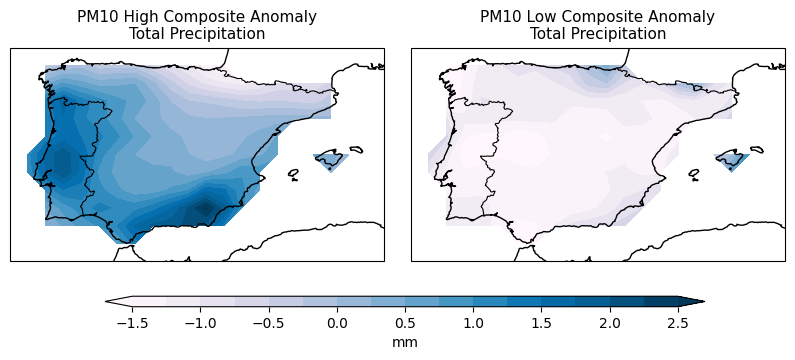 PM10 High Composite Anomaly
Total Precipitation
PM10 Low Composite Anomaly
Total Precipitation
−1.5 −1.0 −0.5 0.0 0.5 1.0 1.5 2.0 2.5
mm